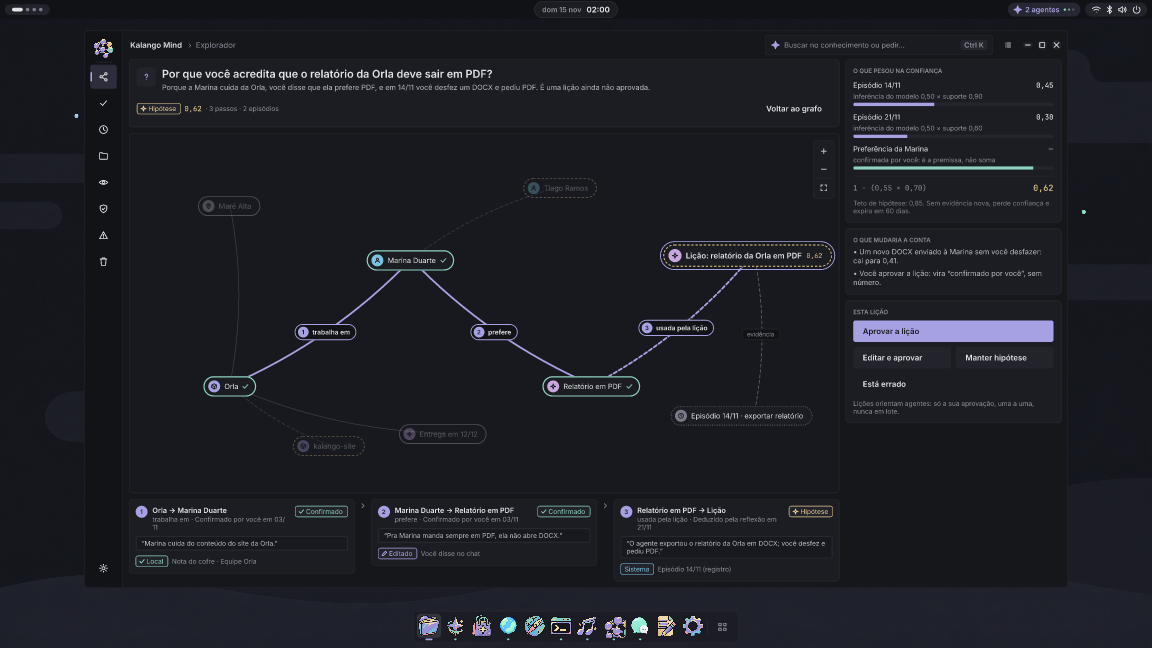 dom 15 nov 02:00
2 agentes
Kalango Mind › Explorador
Buscar no conhecimento ou pedir... Ctrl K
? Por que você acredita que o relatório da Orla deve sair em PDF?
Porque a Marina cuida da Orla, você disse que ela prefere PDF, e em 14/11 você desfez um DOCX e pediu PDF. É uma lição ainda não aprovada.
Hipótese 0,62 · 3 passos · 2 episódios
Voltar ao grafo
+
−
Maré Alta
Tiago Ramos
Marina Duarte
Lição: relatório da Orla em PDF 0,62
1 trabalha em
2 prefere
3 usada pela lição
evidência
Orla
Relatório em PDF
Episódio 14/11 · exportar relatório
Entrega em 12/12
kalango-site
1 Orla → Marina Duarte
Confirmado
trabalha em · Confirmado por você em 03/
11
"Marina cuida do conteúdo do site da Orla."
Local Nota do cofre · Equipe Orla
2 Marina Duarte → Relatório em PDF
Confirmado
prefere · Confirmado por você em 03/11
"Pra Marina manda sempre em PDF, ela não abre DOCX."
Editado Você disse no chat
3 Relatório em PDF → Lição
Hipótese
usada pela lição · Deduzido pela reflexão em
21/11
"O agente exportou o relatório da Orla em DOCX; você desfez e
pediu PDF."
Sistema Episódio 14/11 (registro)
O QUE PESOU NA CONFIANÇA
Episódio 14/11 0,45
inferência do modelo 0,50 × suporte 0,90
Episódio 21/11 0,30
inferência do modelo 0,50 × suporte 0,60
Preferência da Marina –
confirmada por você: é a premissa, não soma
1 - (0,55 × 0,70) 0,62
Teto de hipótese: 0,85. Sem evidência nova, perde confiança e
expira em 60 dias.
O QUE MUDARIA A CONTA
• Um novo DOCX enviado à Marina sem você desfazer:
cai para 0,41.
• Você aprovar a lição: vira "confirmado por você", sem
número.
ESTA LIÇÃO
Aprovar a lição
Editar e aprovar
Manter hipótese
Está errado
Lições orientam agentes: só a sua aprovação, uma a uma,
nunca em lote.